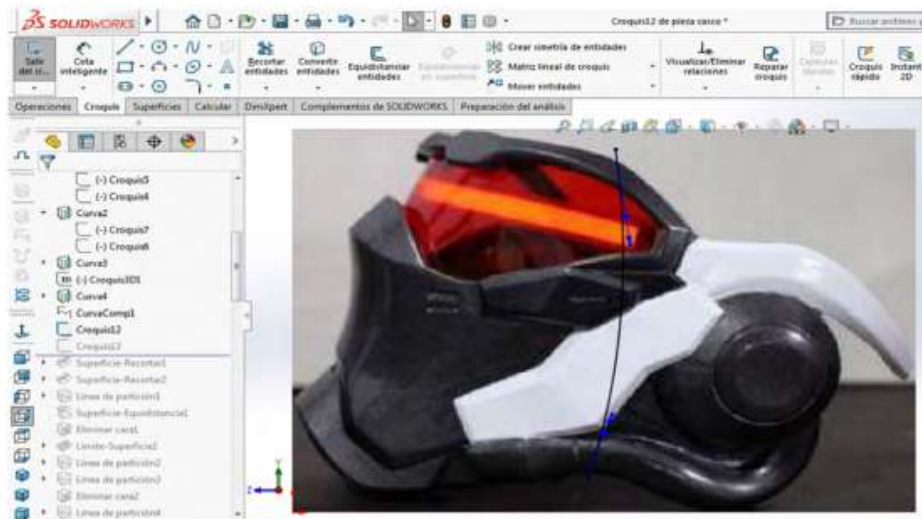 SOLIDWORKS
Croquis12 de pieza casco *
Buscar archivos
Salir del cr...
Cota inteligente
Recortar entidades
Convertir entidades
Equidistanciar entidades
Crear simetría de entidades
Matriz lineal de croquis
Mover entidades
Visualizar/Eliminar relaciones
Reparar croquis
Croquis rápido
Instant 2D
Operaciones
Croquis
Superficies
Calcular
DimXpert
Complementos de SOLIDWORKS
Preparación del análisis
(-) Croquis5
(-) Croquis4
Curva2
(-) Croquis7
(-) Croquis6
Curva3
(-) Croquis3D1
Curva4
CurvaComp1
Croquis12
Croquis13
Superficie-Recortar1
Superficie-Recortar2
Línea de partición1
Superficie-Equidistancia1
Eliminar cara1
Límite-Superficie2
Línea de partición2
Línea de partición3
Eliminar cara2
Línea de partición4